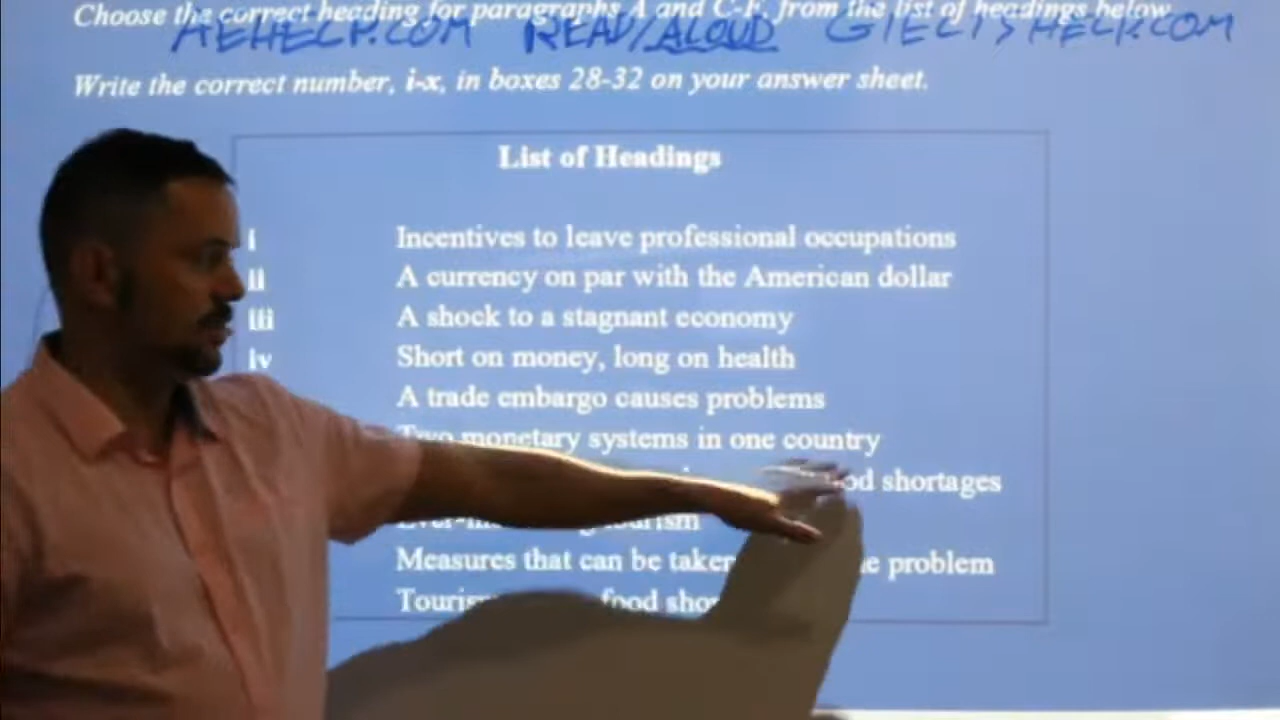 Choose the correct heading for paragraphs A and C-F, from the list of headings below
AEHELP.COM READ/ALOUD GIELTSHELP.COM
Write the correct number, i-x, in boxes 28-32 on your answer sheet.
List of Headings
i Incentives to leave professional occupations
ii A currency on par with the American dollar
iii A shock to a stagnant economy
iv Short on money, long on health
A trade embargo causes problems
Two monetary systems in one country
shortages
tourism
Measures that can be taken problem
food